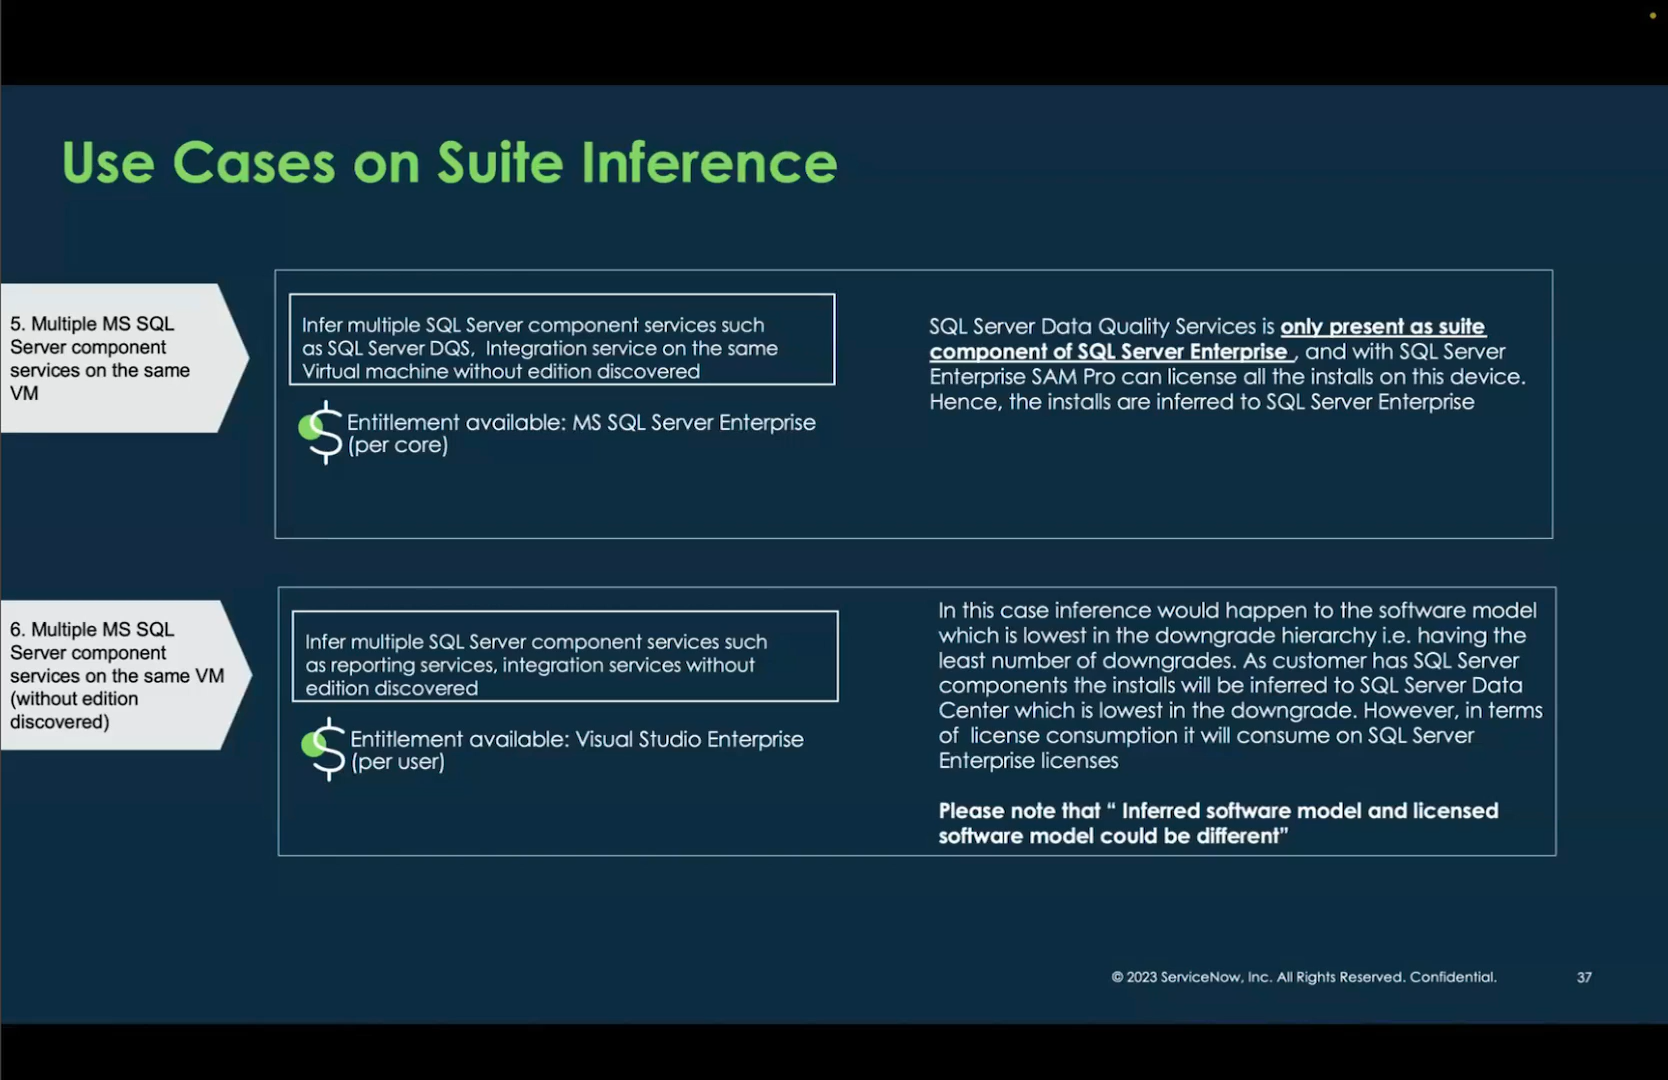 Use Cases on Suite Inference
5. Multiple MS SQL
Server component
services on the same
VM
Infer multiple SQL Server component services such
as SQL Server DQS, Integration service on the same
Virtual machine without edition discovered
Entitlement available: MS SQL Server Enterprise
(per core)
SQL Server Data Quality Services is only present as suite
component of SQL Server Enterprise , and with SQL Server
Enterprise SAM Pro can license all the installs on this device.
Hence, the installs are inferred to SQL Server Enterprise
6. Multiple MS SQL
Server component
services on the same VM
(without edition
discovered)
Infer multiple SQL Server component services such
as reporting services, integration services without
edition discovered
Entitlement available: Visual Studio Enterprise
(per user)
In this case inference would happen to the software model
which is lowest in the downgrade hierarchy i.e. having the
least number of downgrades. As customer has SQL Server
components the installs will be inferred to SQL Server Data
Center which is lowest in the downgrade. However, in terms
of license consumption it will consume on SQL Server
Enterprise licenses
Please note that “ Inferred software model and licensed
software model could be different”
© 2023 ServiceNow, Inc. All Rights Reserved. Confidential.
37